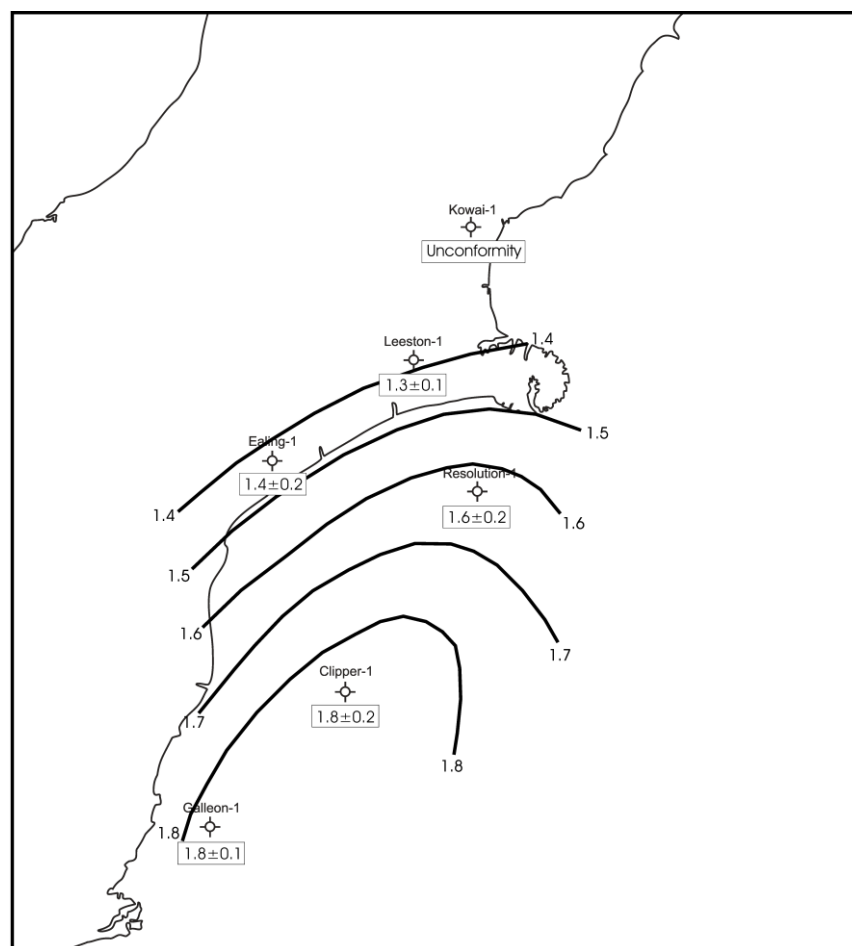 Kowai-1
Unconformity
1.4
Leeston-1
1.3±0.1
1.5
Ealing-1
1.4±0.2
Resolution-1
1.6±0.2
1.4
1.6
1.5
1.6
1.7
Clipper-1
1.8±0.2
1.7
1.8
Galleon-1
1.8
1.8±0.1